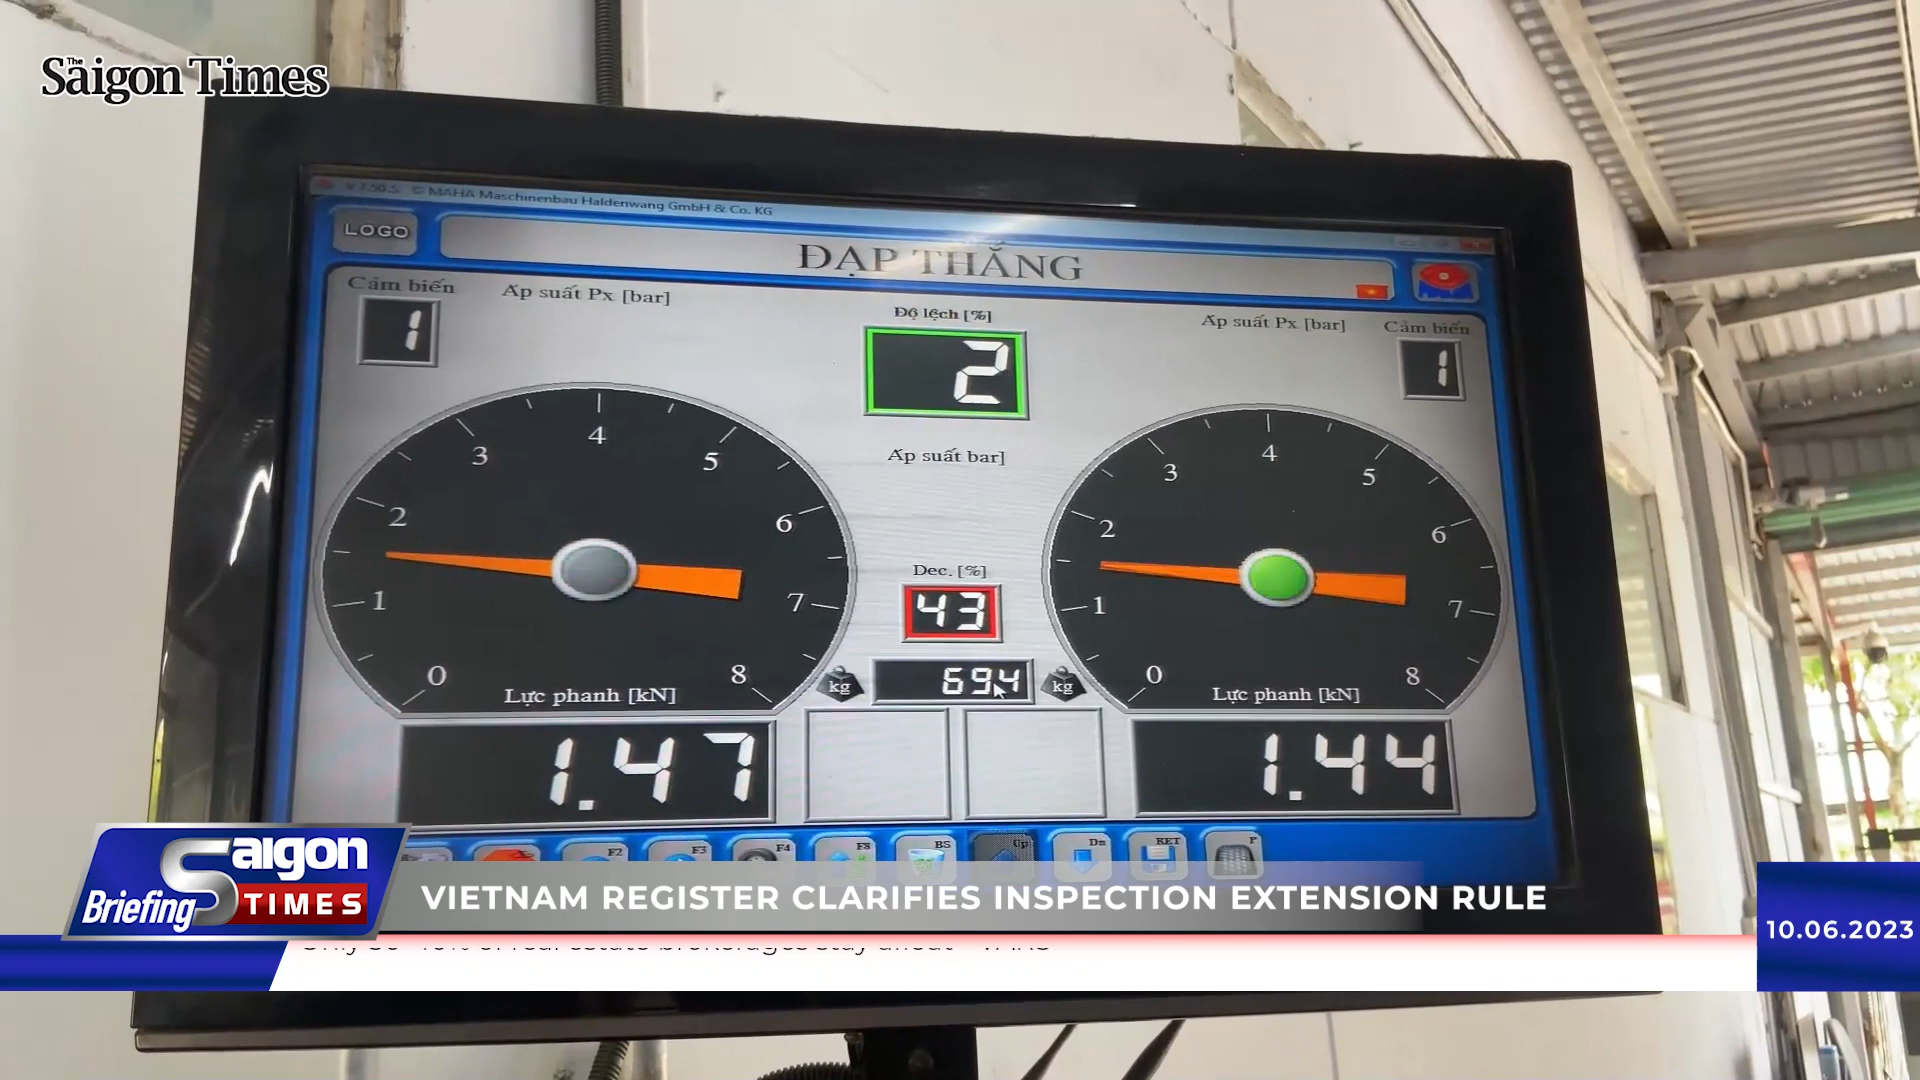 The Saigon Times
V 7.50.5 © MAHA Maschinenbau Haldenwang GmbH & Co. KG
LOGO
ĐẠP THẮNG
Cảm biến
Áp suất Px [bar]
Độ lệch [%]
Áp suất Px [bar]
Cảm biến
1
2
1
Áp suất bar]
0 1 2 3 4 5 6 7 8
0 1 2 3 4 5 6 7 8
Dec. [%]
43
kg
694
kg
Lực phanh [kN]
Lực phanh [kN]
1.47
1.44
F2 F3 F4 F8 BS Up Dn RET P
Saigon
TIMES
Briefing
VIETNAM REGISTER CLARIFIES INSPECTION EXTENSION RULE
10.06.2023